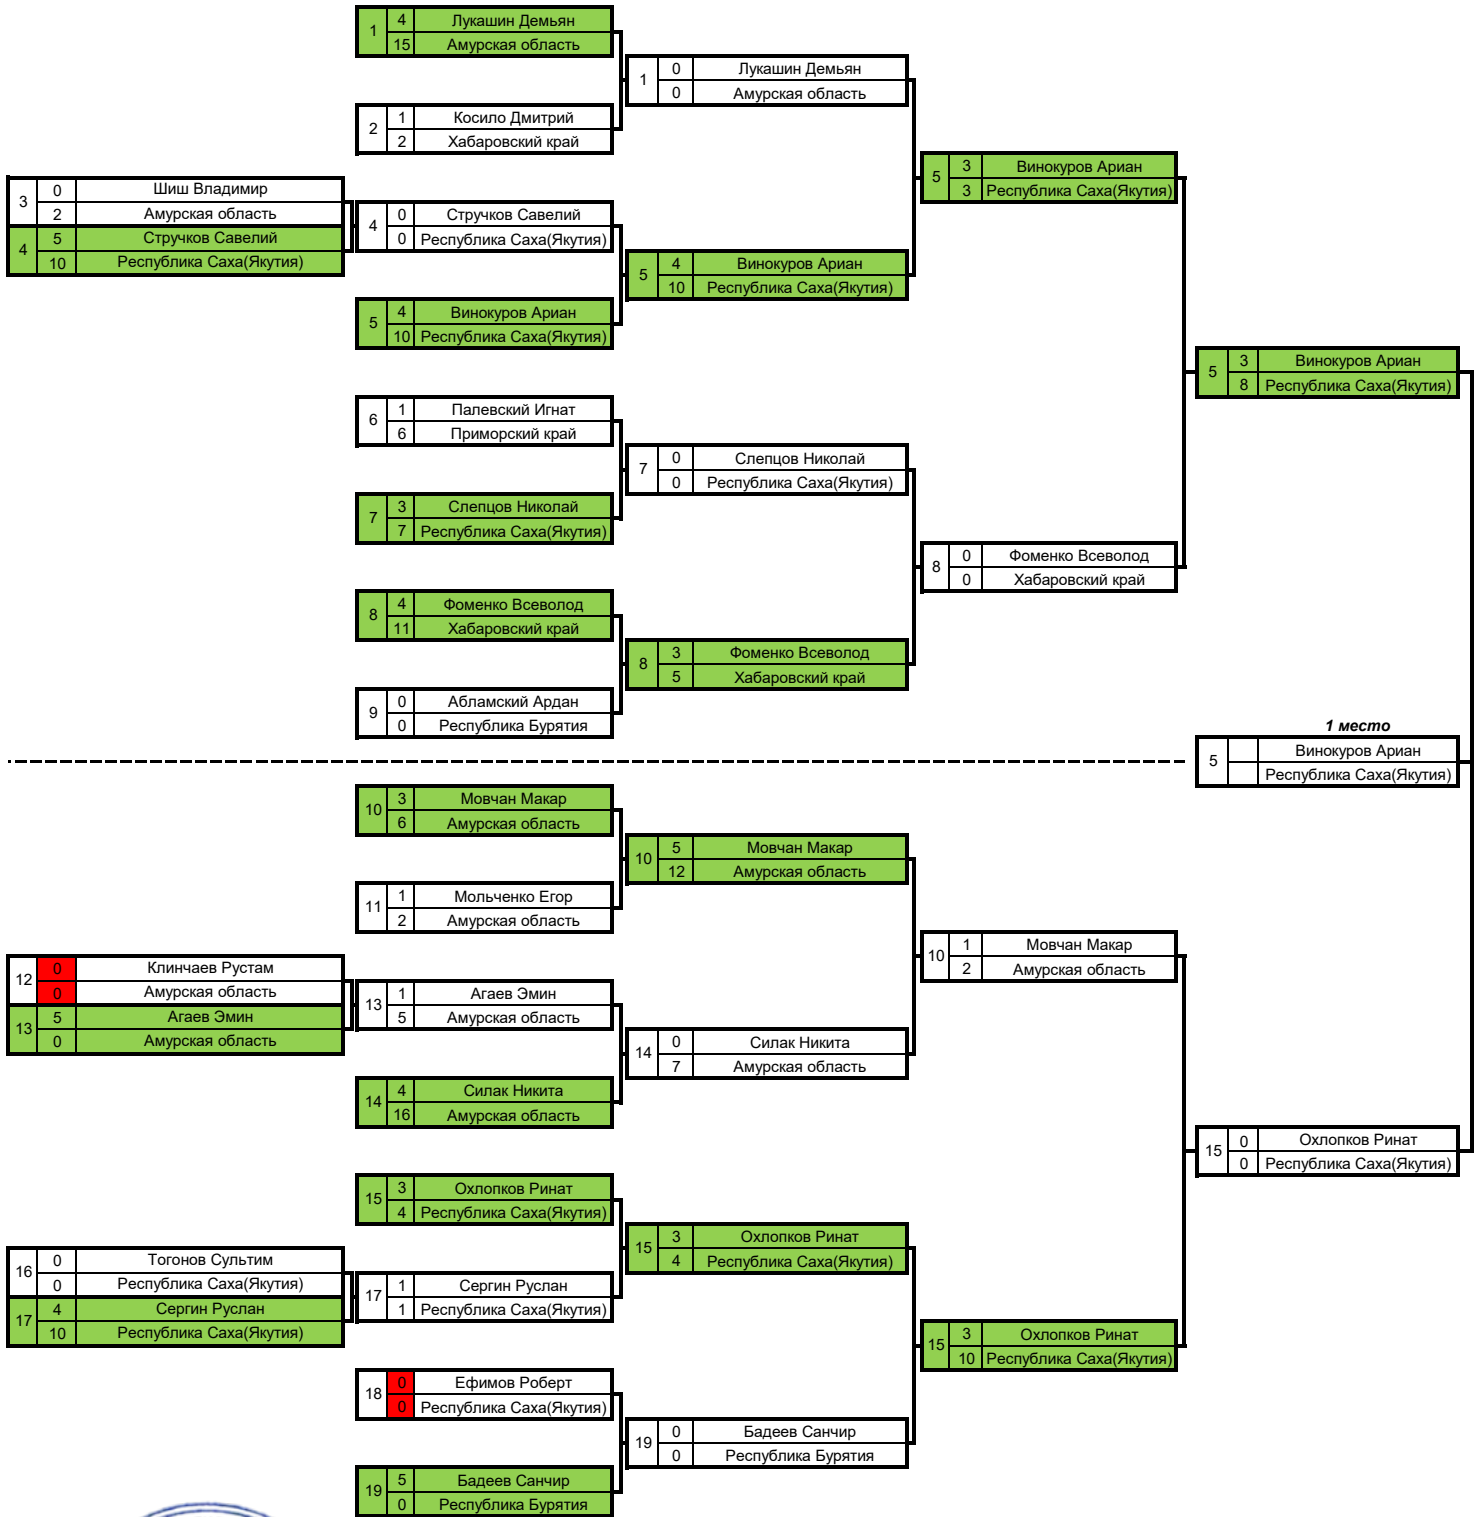 1 4 Лукашин Демьян
15 Амурская область
1 0 Лукашин Демьян
0 Амурская область
2 1 Косило Дмитрий
2 Хабаровский край
5 3 Винокуров Ариан
3 Республика Саха(Якутия)
3 0 Шиш Владимир
2 Амурская область
4 5 Стручков Савелий
10 Республика Саха(Якутия)
4 0 Стручков Савелий
0 Республика Саха(Якутия)
5 4 Винокуров Ариан
10 Республика Саха(Якутия)
5 4 Винокуров Ариан
10 Республика Саха(Якутия)
5 3 Винокуров Ариан
8 Республика Саха(Якутия)
6 1 Палевский Игнат
6 Приморский край
7 0 Слепцов Николай
0 Республика Саха(Якутия)
7 3 Слепцов Николай
7 Республика Саха(Якутия)
8 0 Фоменко Всеволод
0 Хабаровский край
8 4 Фоменко Всеволод
11 Хабаровский край
8 3 Фоменко Всеволод
5 Хабаровский край
9 0 Абламский Ардан
0 Республика Бурятия
1 место
5 Винокуров Ариан
Республика Саха(Якутия)
10 3 Мовчан Макар
6 Амурская область
10 5 Мовчан Макар
12 Амурская область
11 1 Мольченко Егор
2 Амурская область
10 1 Мовчан Макар
2 Амурская область
12 0 Клинчаев Рустам
0 Амурская область
13 5 Агаев Эмин
0 Амурская область
13 1 Агаев Эмин
5 Амурская область
14 0 Силак Никита
7 Амурская область
14 4 Силак Никита
16 Амурская область
15 0 Охлопков Ринат
0 Республика Саха(Якутия)
15 3 Охлопков Ринат
4 Республика Саха(Якутия)
15 3 Охлопков Ринат
4 Республика Саха(Якутия)
16 0 Тогонов Сультим
0 Республика Саха(Якутия)
17 4 Сергин Руслан
10 Республика Саха(Якутия)
17 1 Сергин Руслан
1 Республика Саха(Якутия)
15 3 Охлопков Ринат
10 Республика Саха(Якутия)
18 0 Ефимов Роберт
0 Республика Саха(Якутия)
19 0 Бадеев Санчир
0 Республика Бурятия
19 5 Бадеев Санчир
0 Республика Бурятия